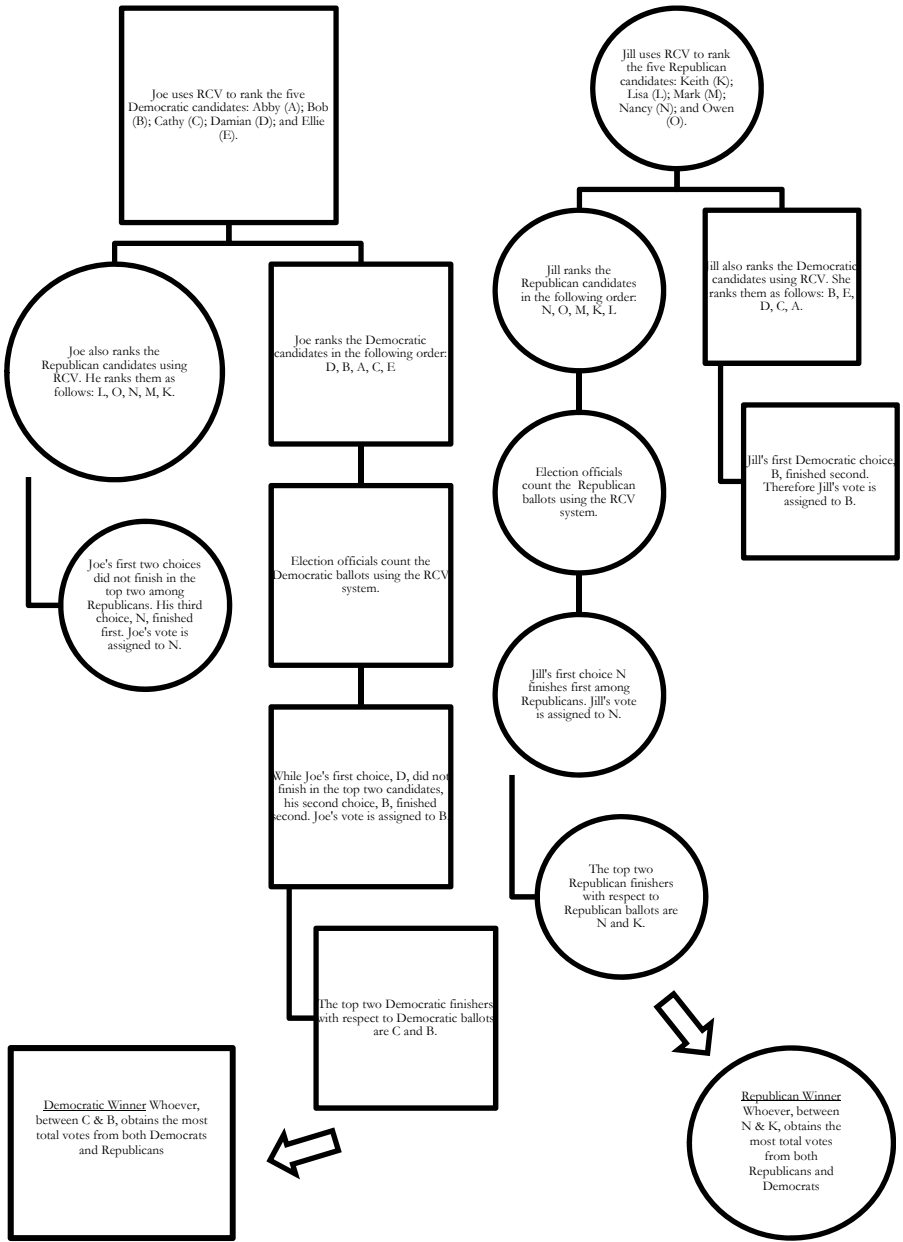 Joe uses RCV to rank the five
Democratic candidates: Abby (A); Bob
(B); Cathy (C); Damian (D); and Ellie
(E).
Joe also ranks the
Republican candidates using
RCV. He ranks them as
follows: L, O, N, M, K.
Joe's first two choices
did not finish in the
top two among
Republicans. His third
choice, N, finished
first. Joe's vote is
assigned to N.
Joe ranks the Democratic
candidates in the following order:
D, B, A, C, E
Election officials count the
Democratic ballots using the RCV
system.
While Joe's first choice, D, did not
finish in the top two candidates,
his second choice, B, finished
second. Joe's vote is assigned to B.
The top two Democratic finishers
with respect to Democratic ballots
are C and B.
Democratic Winner Whoever,
between C & B, obtains the most
total votes from both Democrats
and Republicans
Jill uses RCV to rank
the five Republican
candidates: Keith (K);
Lisa (L); Mark (M);
Nancy (N); and Owen
(O).
Jill ranks the
Republican candidates
in the following order:
N, O, M, K, L
Election officials
count the Republican
ballots using the RCV
system.
Jill's first choice N
finishes first among
Republicans. Jill's vote
is assigned to N.
The top two
Republican finishers
with respect to
Republican ballots are
N and K.
Jill also ranks the Democratic
candidates using RCV. She
ranks them as follows: B, E,
D, C, A.
Jill's first Democratic choice,
B, finished second.
Therefore Jill's vote is
assigned to B.
Republican Winner
Whoever, between
N & K, obtains the
most total votes
from both
Republicans and
Democrats